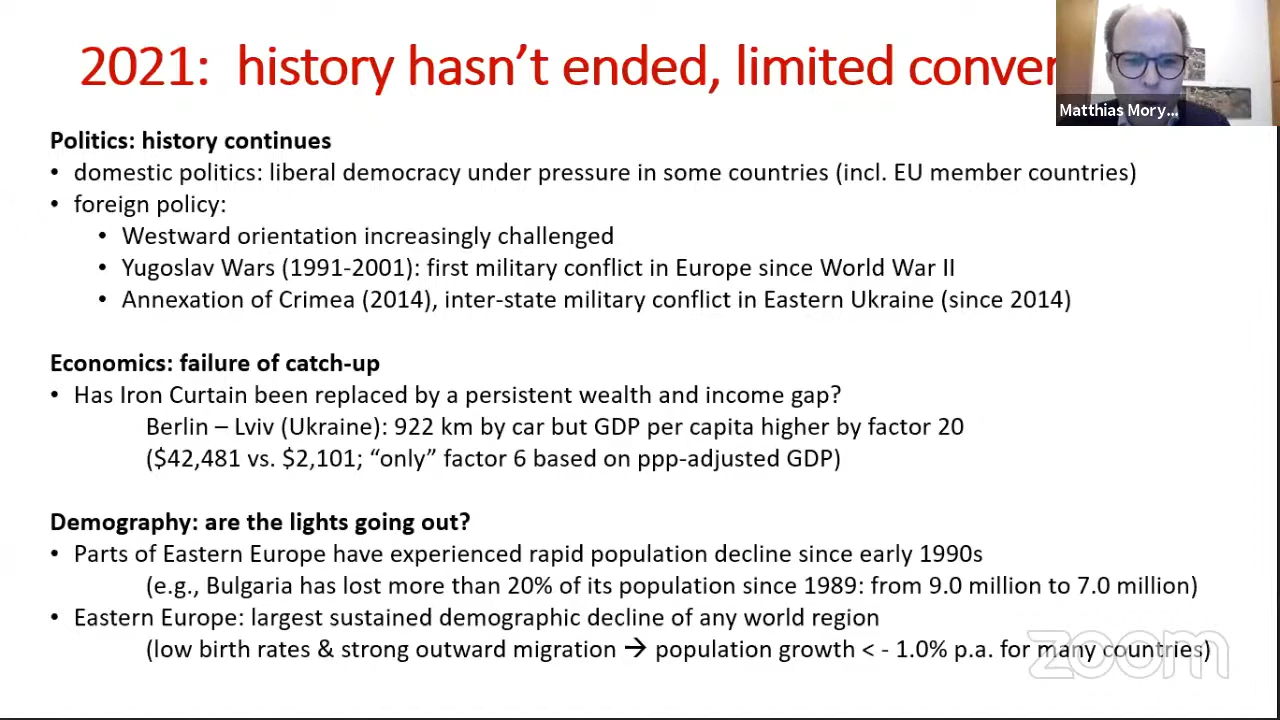 2021: history hasn't ended, limited conver
Matthias Mory...
Politics: history continues
• domestic politics: liberal democracy under pressure in some countries (incl. EU member countries)
• foreign policy:
• Westward orientation increasingly challenged
• Yugoslav Wars (1991-2001): first military conflict in Europe since World War II
• Annexation of Crimea (2014), inter-state military conflict in Eastern Ukraine (since 2014)
Economics: failure of catch-up
• Has Iron Curtain been replaced by a persistent wealth and income gap?
Berlin – Lviv (Ukraine): 922 km by car but GDP per capita higher by factor 20
($42,481 vs. $2,101; “only” factor 6 based on ppp-adjusted GDP)
Demography: are the lights going out?
• Parts of Eastern Europe have experienced rapid population decline since early 1990s
(e.g., Bulgaria has lost more than 20% of its population since 1989: from 9.0 million to 7.0 million)
• Eastern Europe: largest sustained demographic decline of any world region
(low birth rates & strong outward migration → population growth < - 1.0% p.a. for many countries)
zoom